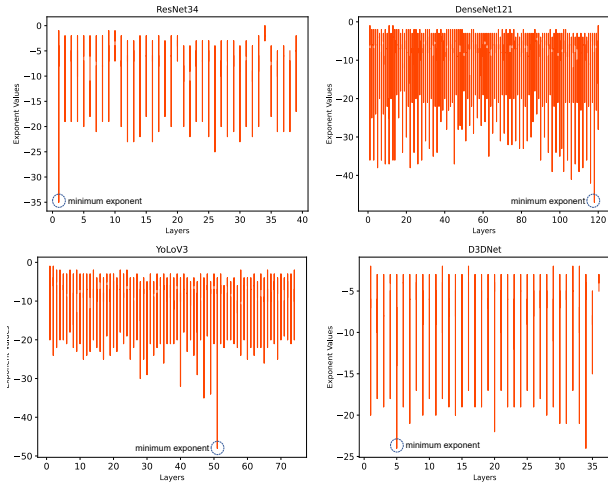 ResNet34
0
−5
−10
−15
−20
−25
−30
−35
Exponent Values
minimum exponent
0 5 10 15 20 25 30 35 40
Layers
DenseNet121
0
−10
−20
−30
−40
Exponent Values
minimum exponent
0 20 40 60 80 100 120
Layers
YoLoV3
0
−10
−20
−30
−40
−50
Exponent Values
minimum exponent
0 10 20 30 40 50 60 70
Layers
D3DNet
−5
−10
−15
−20
−25
Exponent Values
minimum exponent
0 5 10 15 20 25 30 35
Layers